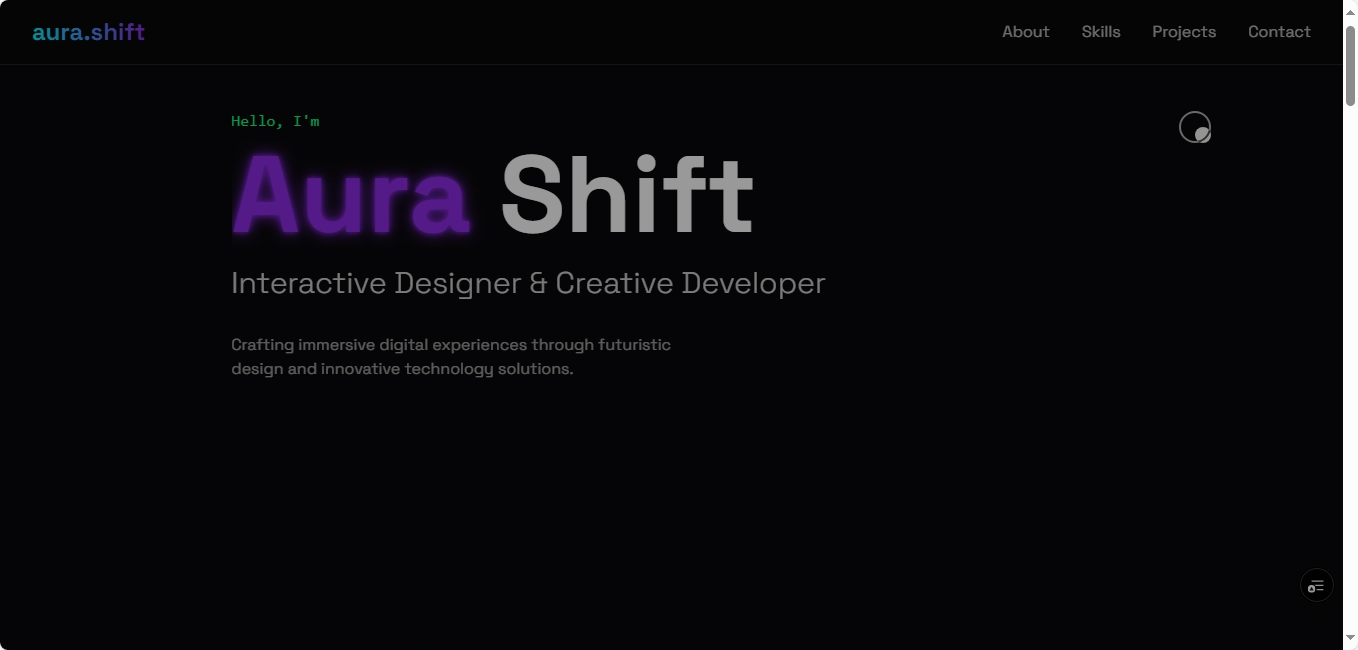 aura.shift
About Skills Projects Contact
Hello, I'm
Aura Shift
Interactive Designer & Creative Developer
Crafting immersive digital experiences through futuristic
design and innovative technology solutions.